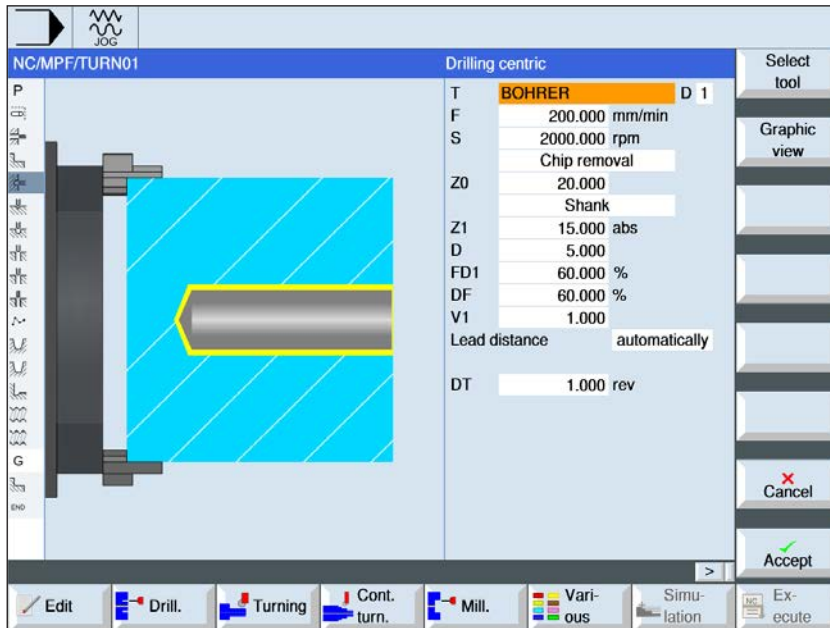 JOG
NC/MPF/TURN01
Drilling centric
Select
tool
P
T BOHRER D 1
F 200.000 mm/min
S 2000.000 rpm
Chip removal
Z0 20.000
Shank
Z1 15.000 abs
D 5.000
FD1 60.000 %
DF 60.000 %
V1 1.000
Lead distance automatically
DT 1.000 rev
Graphic
view
G
END
Cancel
Accept
>
Edit
Drill.
Turning
Cont.
turn.
Mill.
Vari-
ous
Simu-
lation
NC
Ex-
ecute